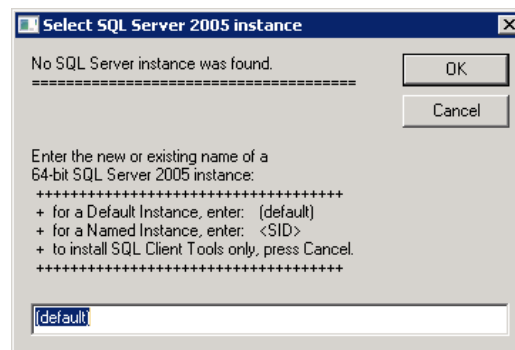 Select SQL Server 2005 instance
No SQL Server instance was found.
=====================================
OK
Cancel
Enter the new or existing name of a
64-bit SQL Server 2005 instance:
++++++++++++++++++++++++++++++++++++
+ for a Default Instance, enter: (default)
+ for a Named Instance, enter: <SID>
+ to install SQL Client Tools only, press Cancel.
++++++++++++++++++++++++++++++++++++
(default)